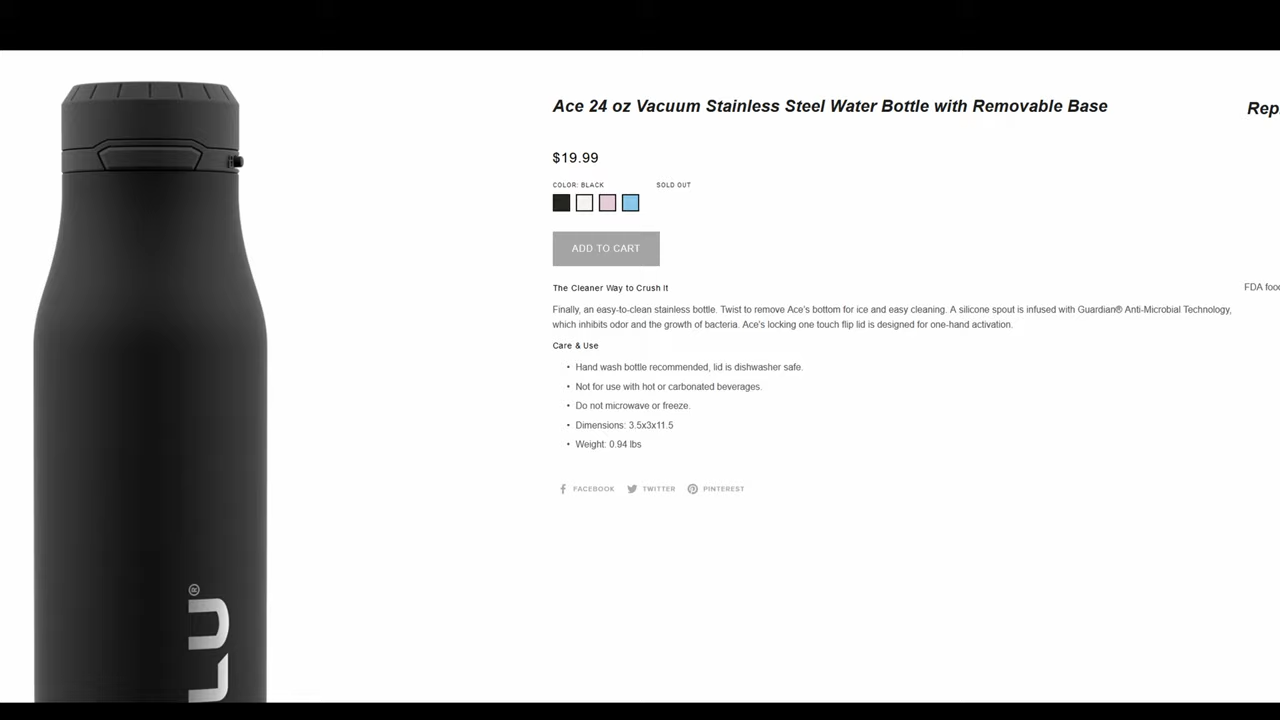 Ace 24 oz Vacuum Stainless Steel Water Bottle with Removable Base
Rep
$19.99
COLOR: BLACK
SOLD OUT
ADD TO CART
The Cleaner Way to Crush It
FDA foo
Finally, an easy-to-clean stainless bottle. Twist to remove Ace's bottom for ice and easy cleaning. A silicone spout is infused with Guardian® Anti-Microbial Technology,
which inhibits odor and the growth of bacteria. Ace's locking one touch flip lid is designed for one-hand activation.
Care & Use
• Hand wash bottle recommended, lid is dishwasher safe.
• Not for use with hot or carbonated beverages.
• Do not microwave or freeze.
• Dimensions: 3.5x3x11.5
• Weight: 0.94 lbs
FACEBOOK
TWITTER
PINTEREST
LU®